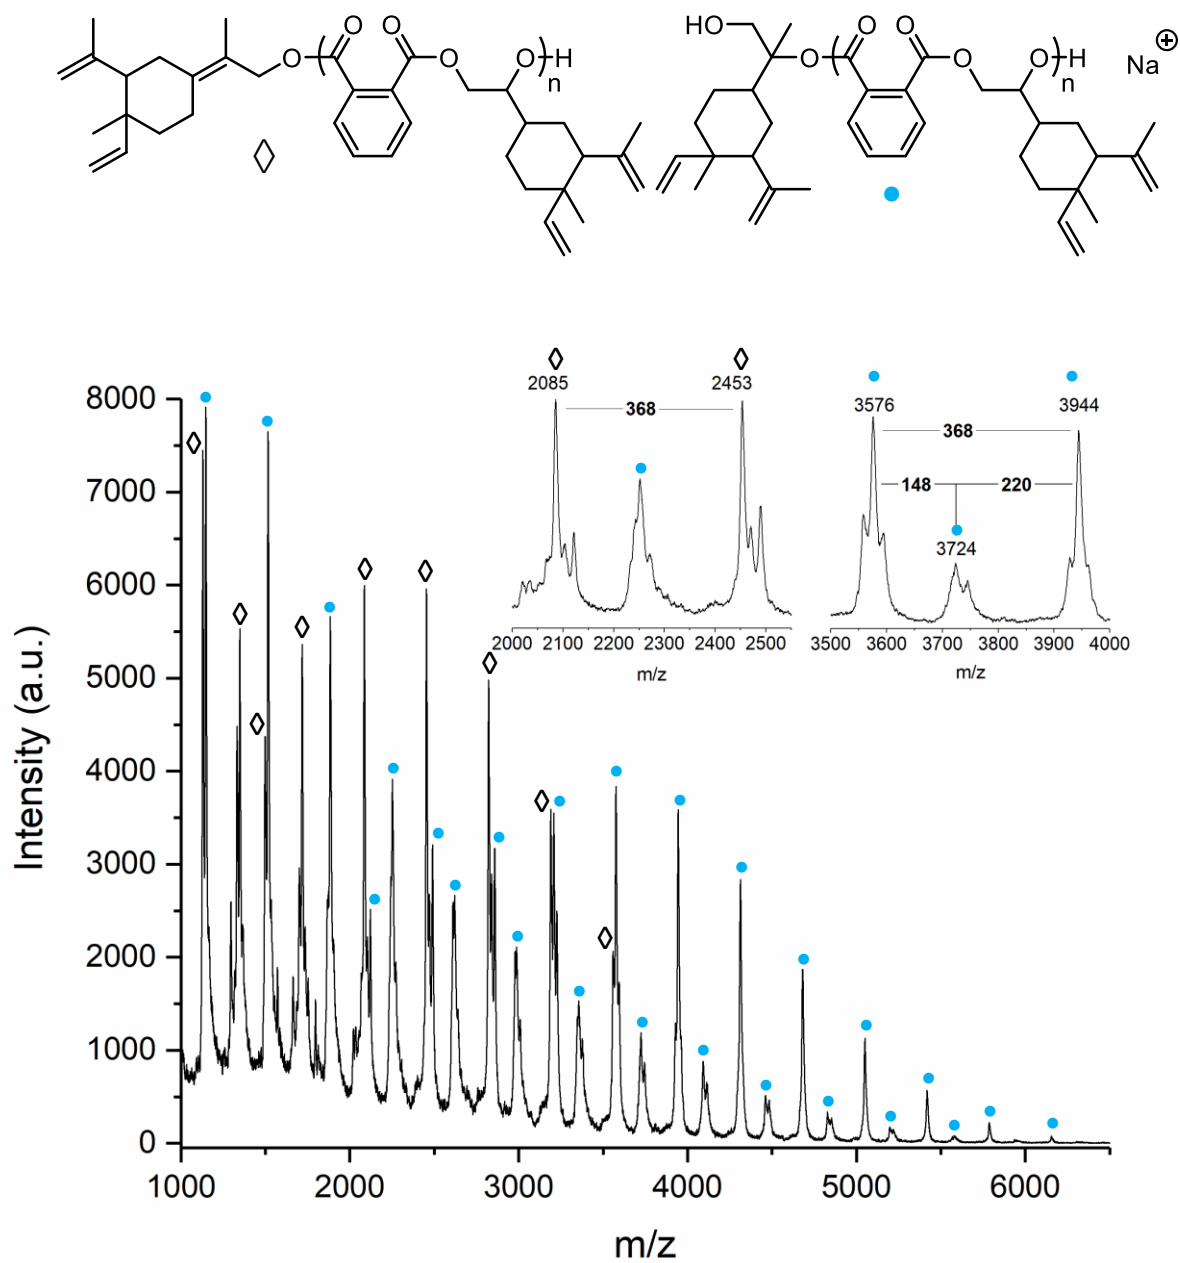 O O O O
HO
O O O H O O O H Na ⊕
n n
2085 2453 3576 3944
368 368
148 220
3724
2000 2100 2200 2300 2400 2500
m/z
3500 3600 3700 3800 3900 4000
m/z
8000
7000
6000
5000
4000
3000
2000
1000
0
Intensity (a.u.)
1000 2000 3000 4000 5000 6000
m/z